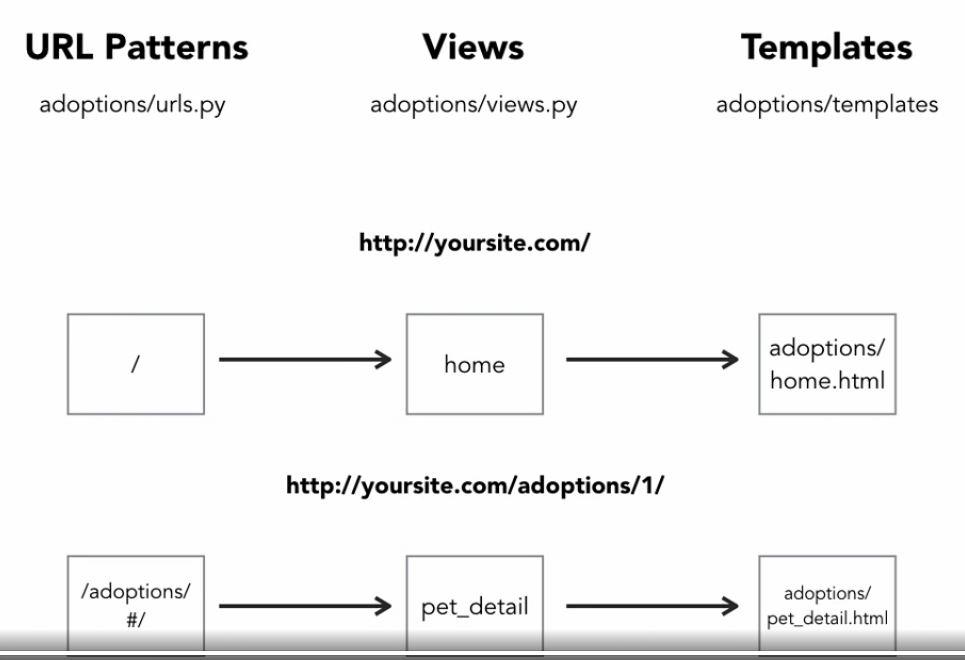 URL Patterns
Views
Templates
adoptions/urls.py
adoptions/views.py
adoptions/templates
http://yoursite.com/
/
home
adoptions/
home.html
http://yoursite.com/adoptions/1/
/adoptions/
#/
pet_detail
adoptions/
pet_detail.html